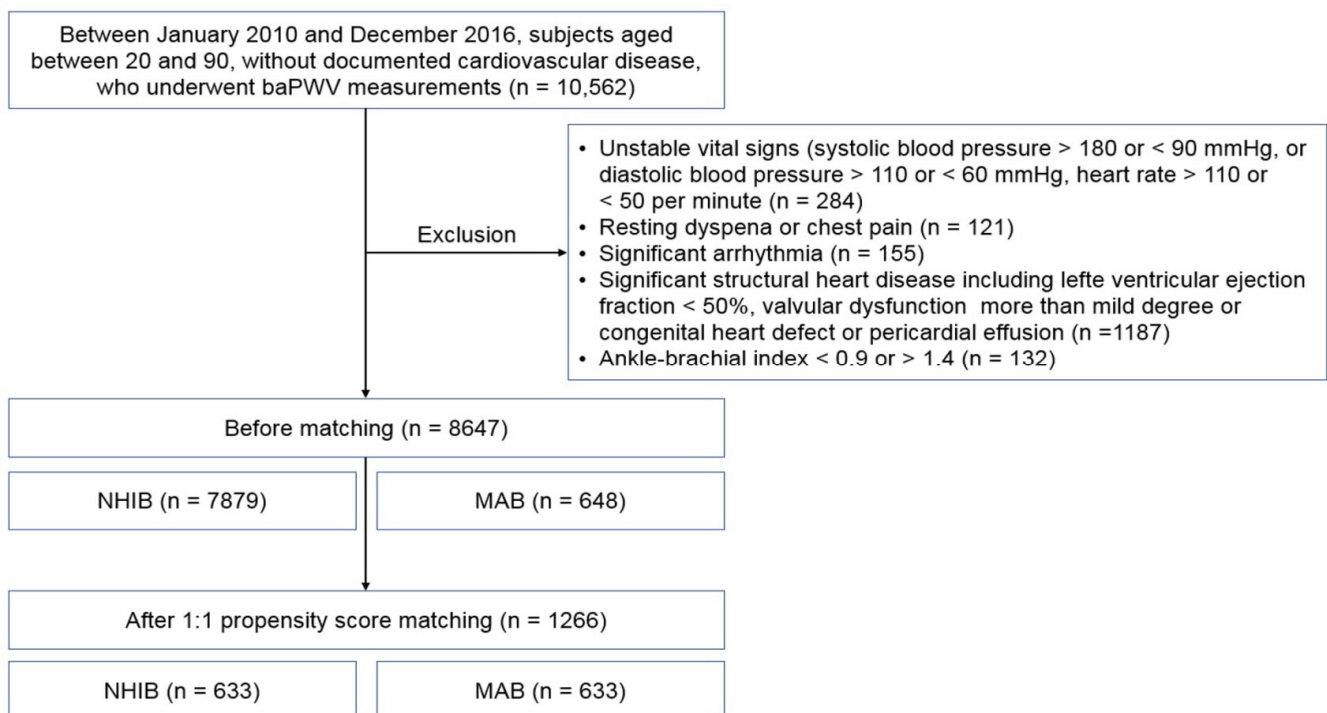 Between January 2010 and December 2016, subjects aged
between 20 and 90, without documented cardiovascular disease,
who underwent baPWV measurements (n = 10,562)
Exclusion
• Unstable vital signs (systolic blood pressure > 180 or < 90 mmHg, or
diastolic blood pressure > 110 or < 60 mmHg, heart rate > 110 or
< 50 per minute (n = 284)
• Resting dyspena or chest pain (n = 121)
• Significant arrhythmia (n = 155)
• Significant structural heart disease including lefte ventricular ejection
fraction < 50%, valvular dysfunction more than mild degree or
congenital heart defect or pericardial effusion (n =1187)
• Ankle-brachial index < 0.9 or > 1.4 (n = 132)
Before matching (n = 8647)
NHIB (n = 7879)
MAB (n = 648)
After 1:1 propensity score matching (n = 1266)
NHIB (n = 633)
MAB (n = 633)